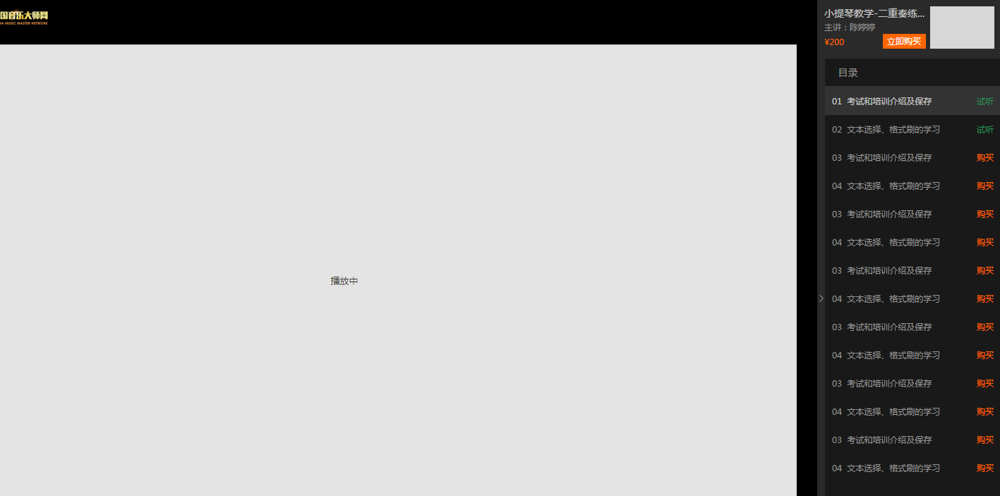 国音乐大师网
NA MUSIC MASTER NETWORK
小提琴教学-二重奏练...
主讲：陈婷婷
¥200
立即购买
目录
01 考试和培训介绍及保存 试听
02 文本选择、格式刷的学习 试听
03 考试和培训介绍及保存 购买
04 文本选择、格式刷的学习 购买
03 考试和培训介绍及保存 购买
04 文本选择、格式刷的学习 购买
03 考试和培训介绍及保存 购买
04 文本选择、格式刷的学习 购买
03 考试和培训介绍及保存 购买
04 文本选择、格式刷的学习 购买
03 考试和培训介绍及保存 购买
04 文本选择、格式刷的学习 购买
03 考试和培训介绍及保存 购买
04 文本选择、格式刷的学习 购买
播放中